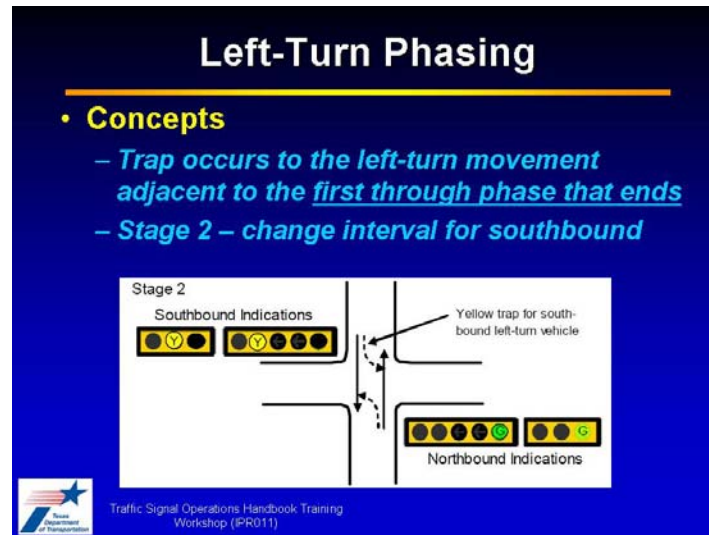 Left-Turn Phasing
• Concepts
– Trap occurs to the left-turn movement
adjacent to the first through phase that ends
– Stage 2 – change interval for southbound
Stage 2
Southbound Indications
Y
Y
Yellow trap for south-
bound left-turn vehicle
G
G
Northbound Indications
Texas
Department
of Transportation
Traffic Signal Operations Handbook Training
Workshop (IPR011)